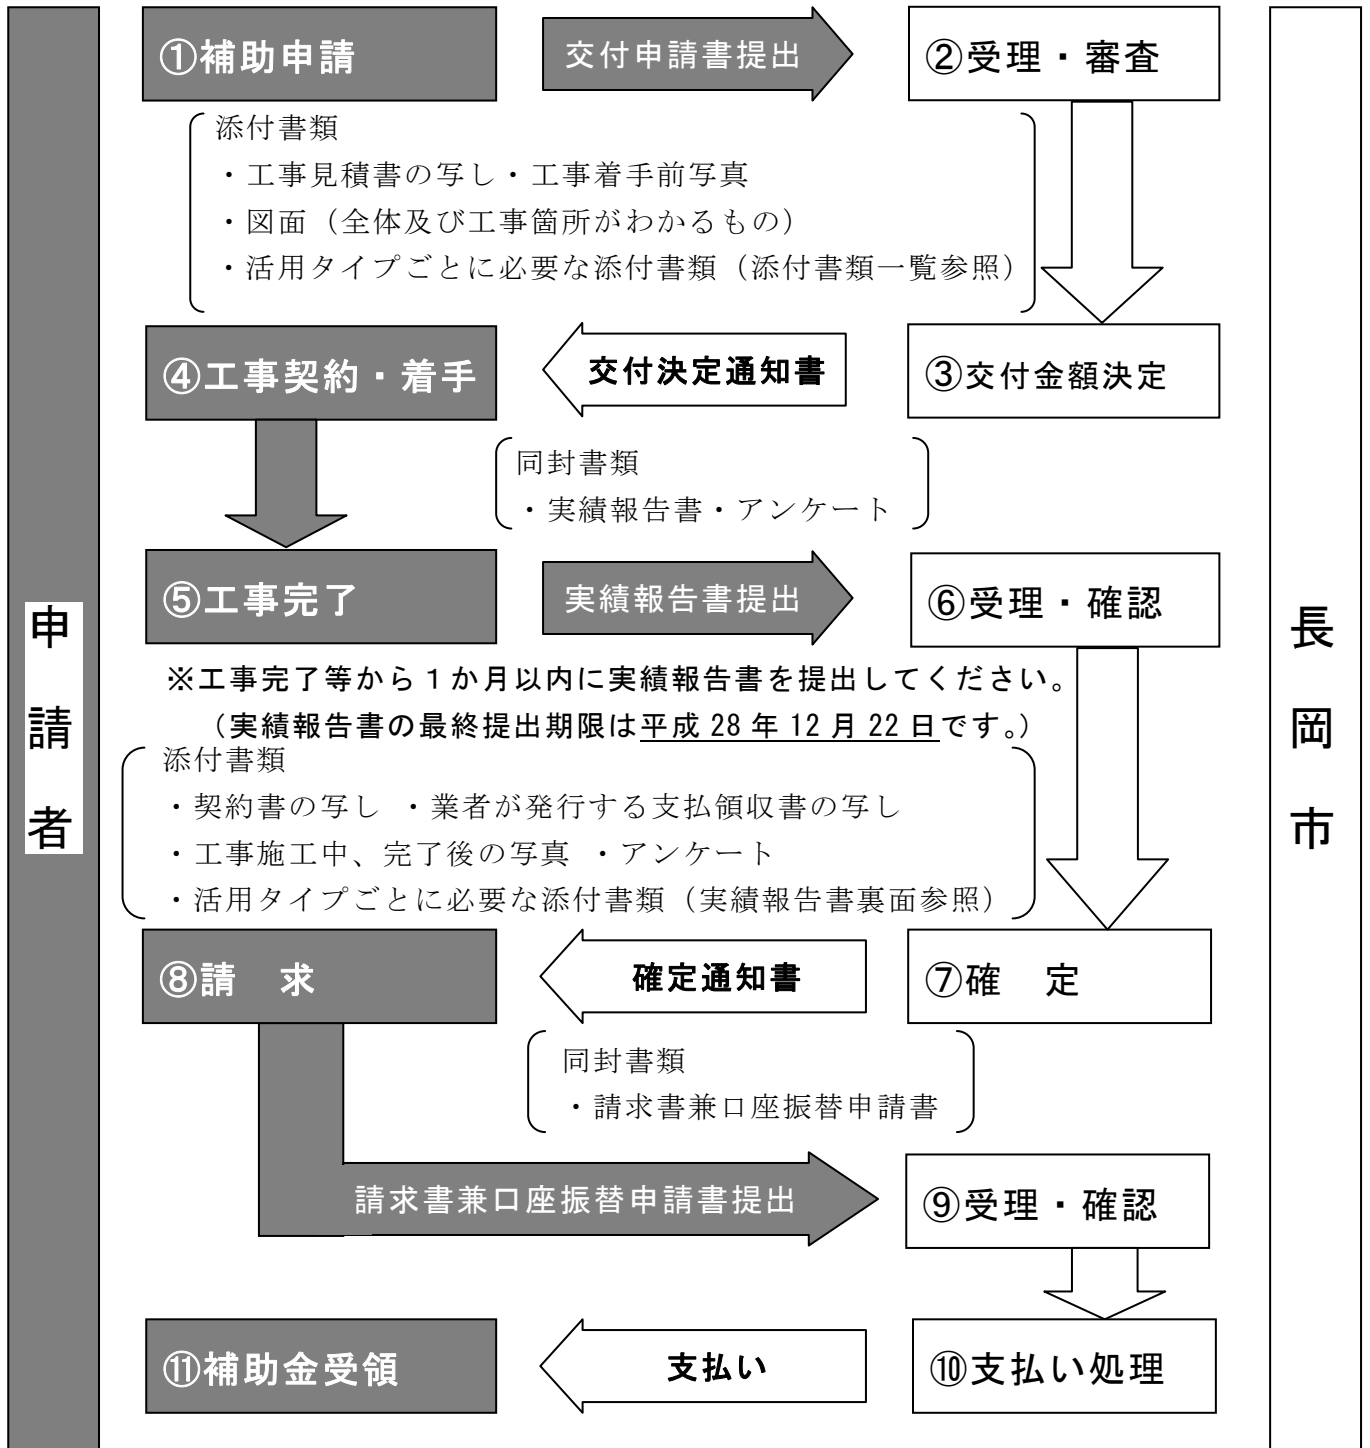 ①補助申請
交付申請書提出
②受理・審査
添付書類
・工事見積書の写し・工事着手前写真
・図面（全体及び工事箇所がわかるもの）
・活用タイプごとに必要な添付書類（添付書類一覧参照）
④工事契約・着手
交付決定通知書
③交付金額決定
同封書類
・実績報告書・アンケート
⑤工事完了
実績報告書提出
⑥受理・確認
※工事完了等から１か月以内に実績報告書を提出してください。
（実績報告書の最終提出期限は平成 28 年 12 月 22 日です。）
添付書類
・契約書の写し ・業者が発行する支払領収書の写し
・工事施工中、完了後の写真 ・アンケート
・活用タイプごとに必要な添付書類（実績報告書裏面参照）
⑧請　求
確定通知書
⑦確　定
同封書類
・請求書兼口座振替申請書
請求書兼口座振替申請書提出
⑨受理・確認
⑪補助金受領
支払い
⑩支払い処理
申請者
長岡市